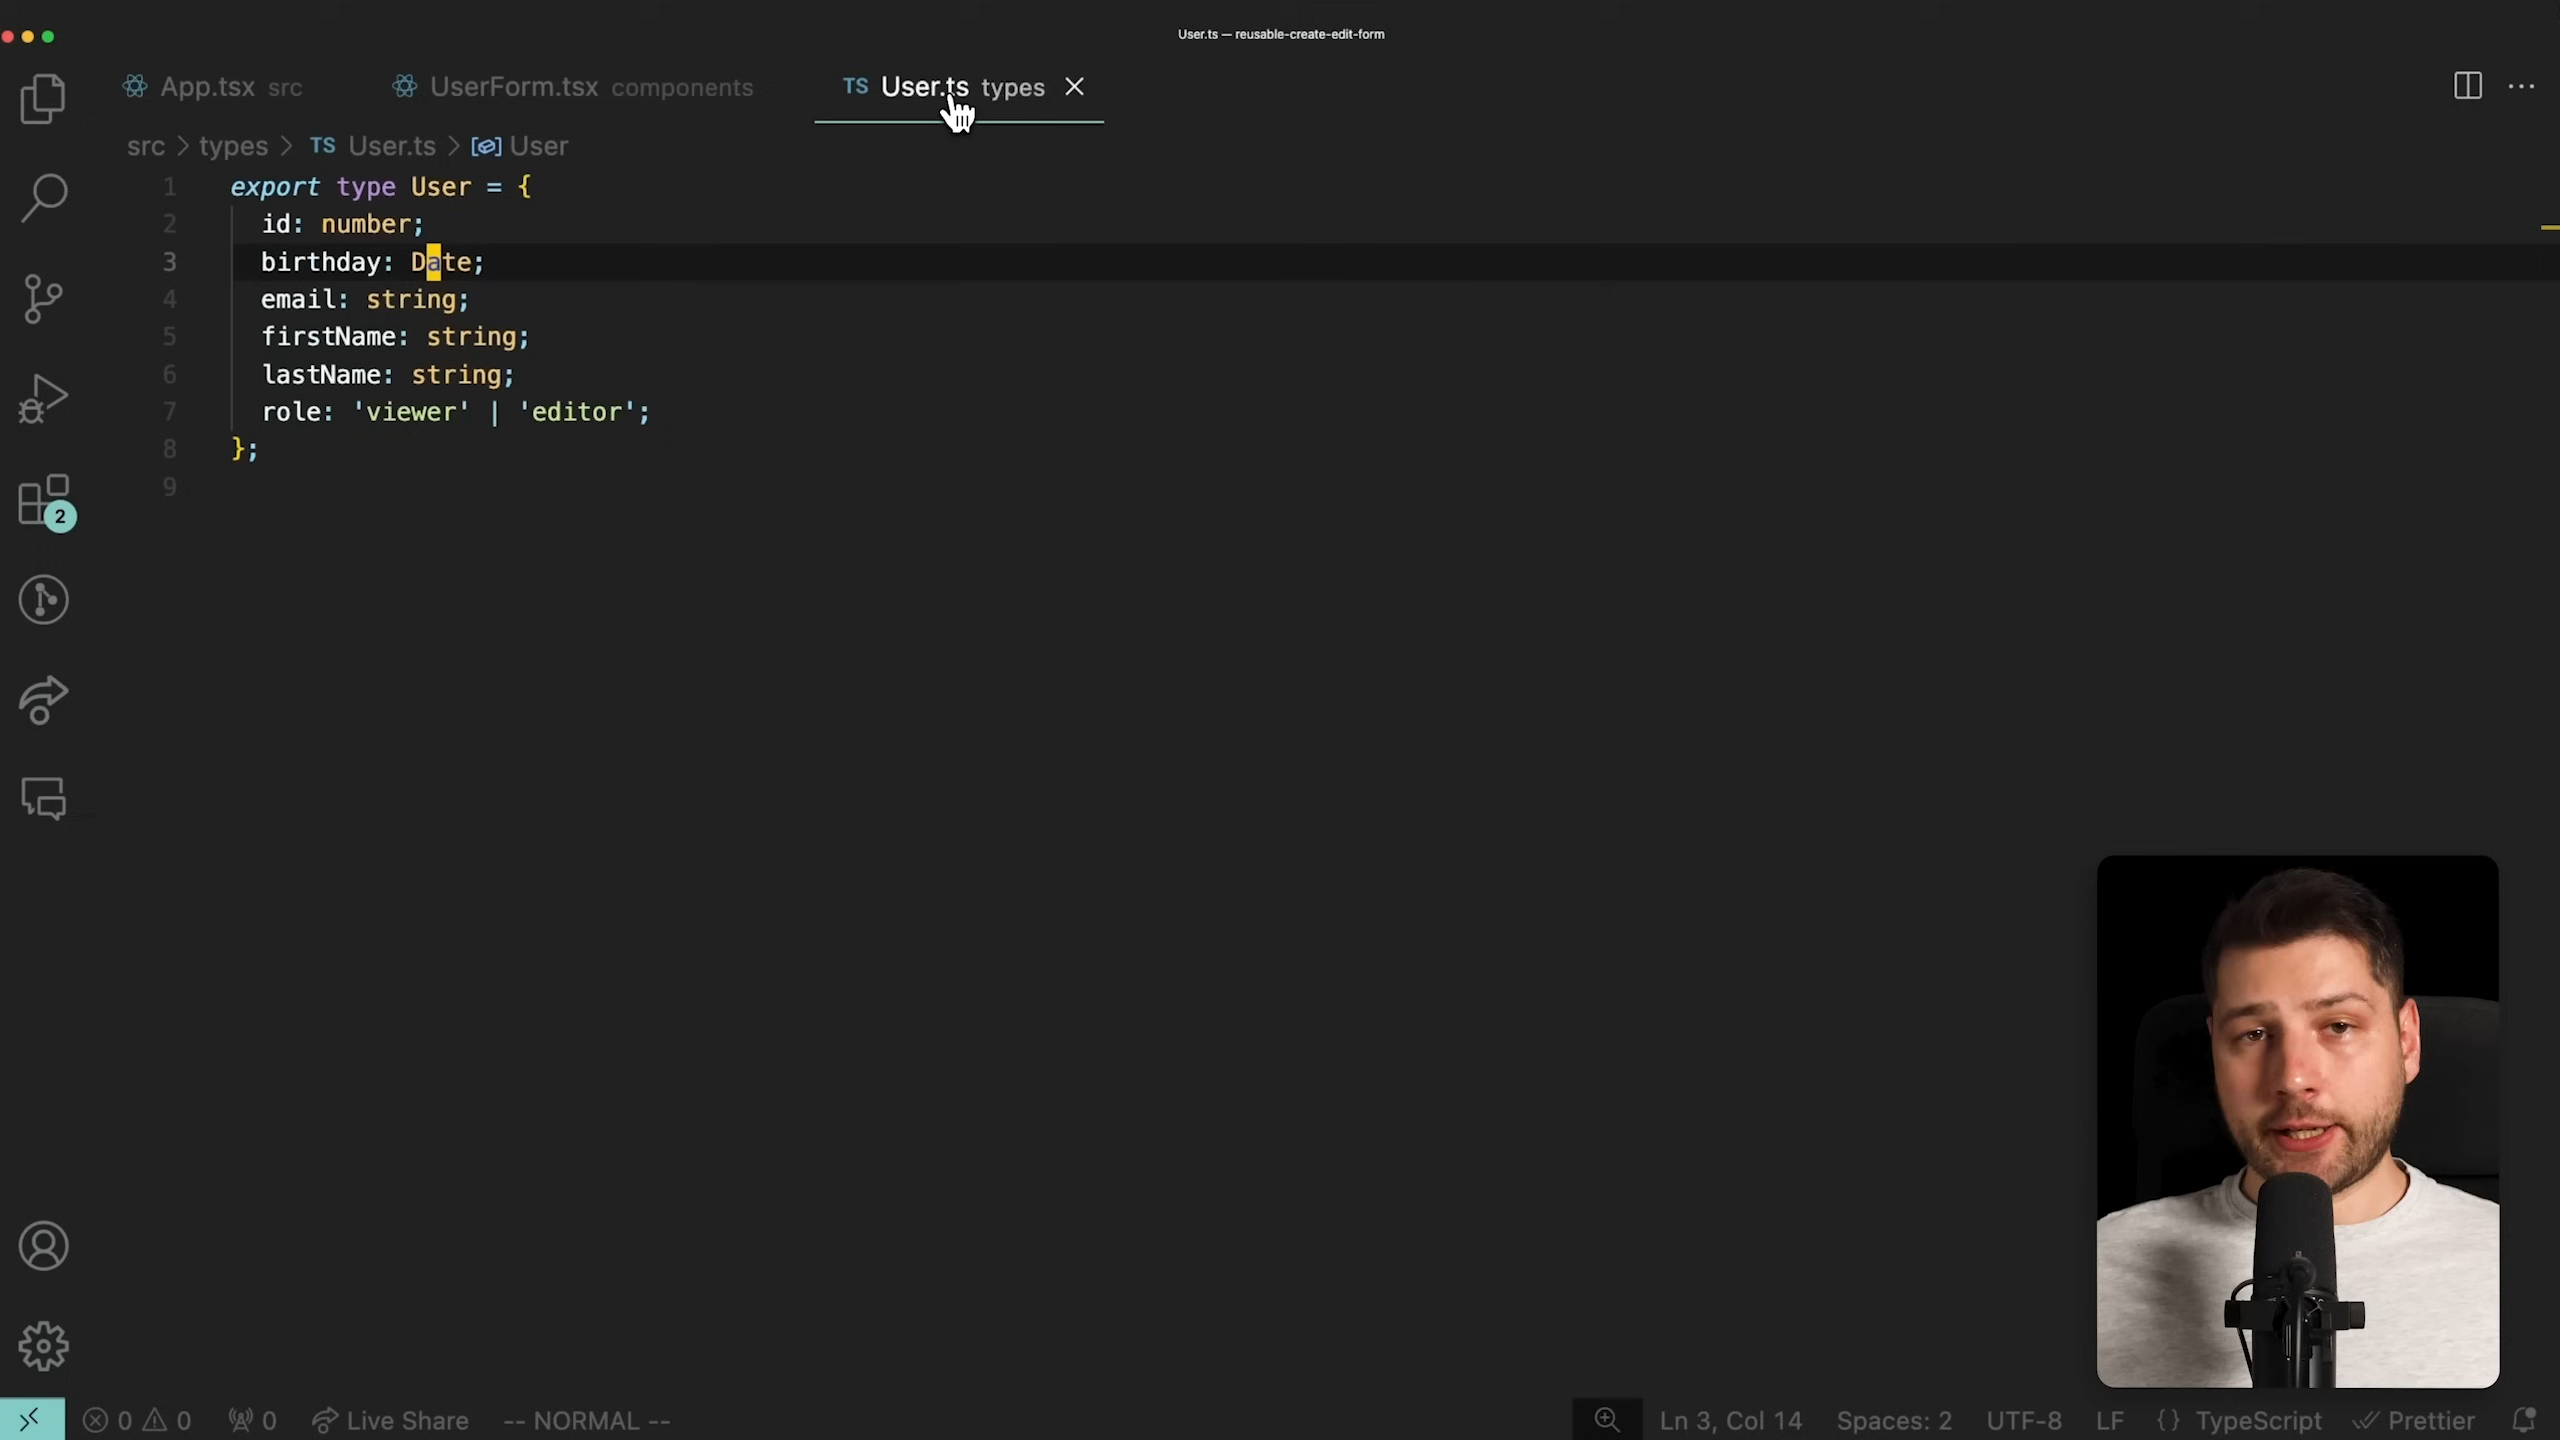 User.ts — reusable-create-edit-form
App.tsx src UserForm.tsx components TS User.ts types
src > types > TS User.ts > User
1 export type User = {
2 id: number;
3 birthday: Date;
4 email: string;
5 firstName: string;
6 lastName: string;
7 role: 'viewer' | 'editor';
8 };
9
2
0 0 0 Live Share -- NORMAL -- Ln 3, Col 14 Spaces: 2 UTF-8 LF {} TypeScript Prettier